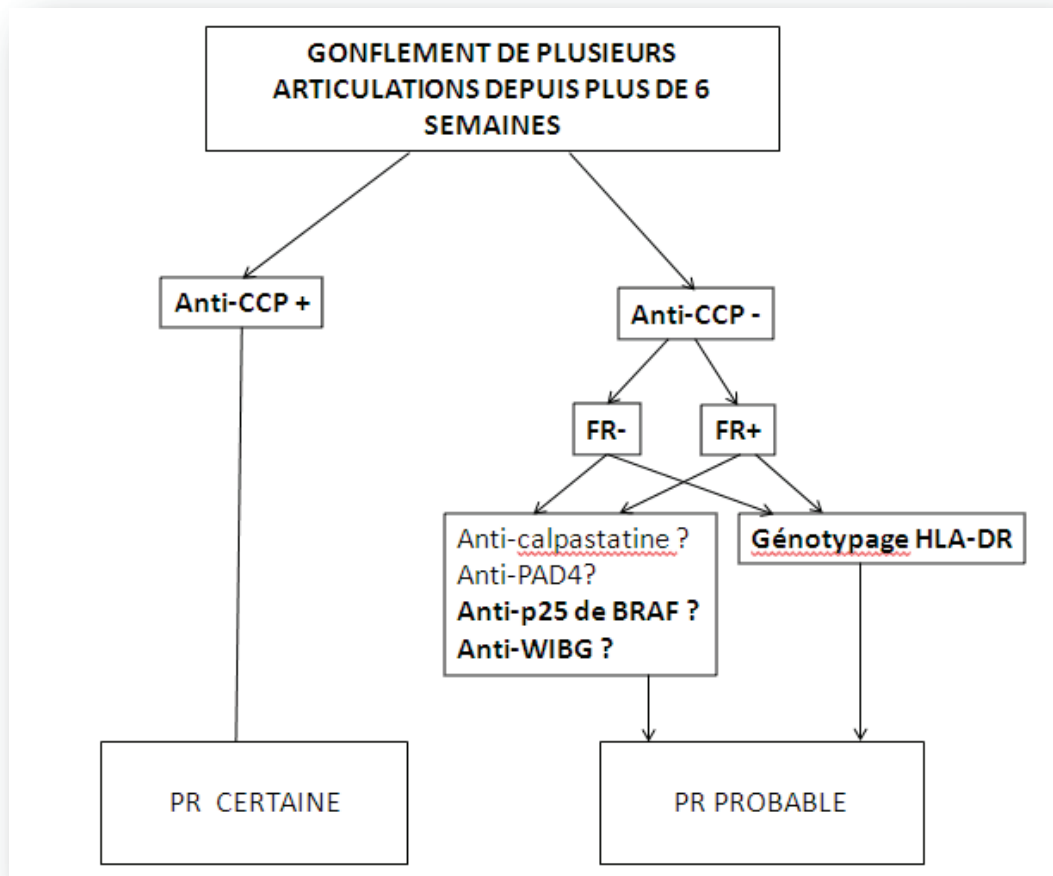 GONFLEMENT DE PLUSIEURS
ARTICULATIONS DEPUIS PLUS DE 6
SEMAINES
Anti-CCP +
Anti-CCP -
FR-
FR+
Anti-calpastatine ?
Anti-PAD4?
Anti-p25 de BRAF ?
Anti-WIBG ?
Génotypage HLA-DR
PR CERTAINE
PR PROBABLE